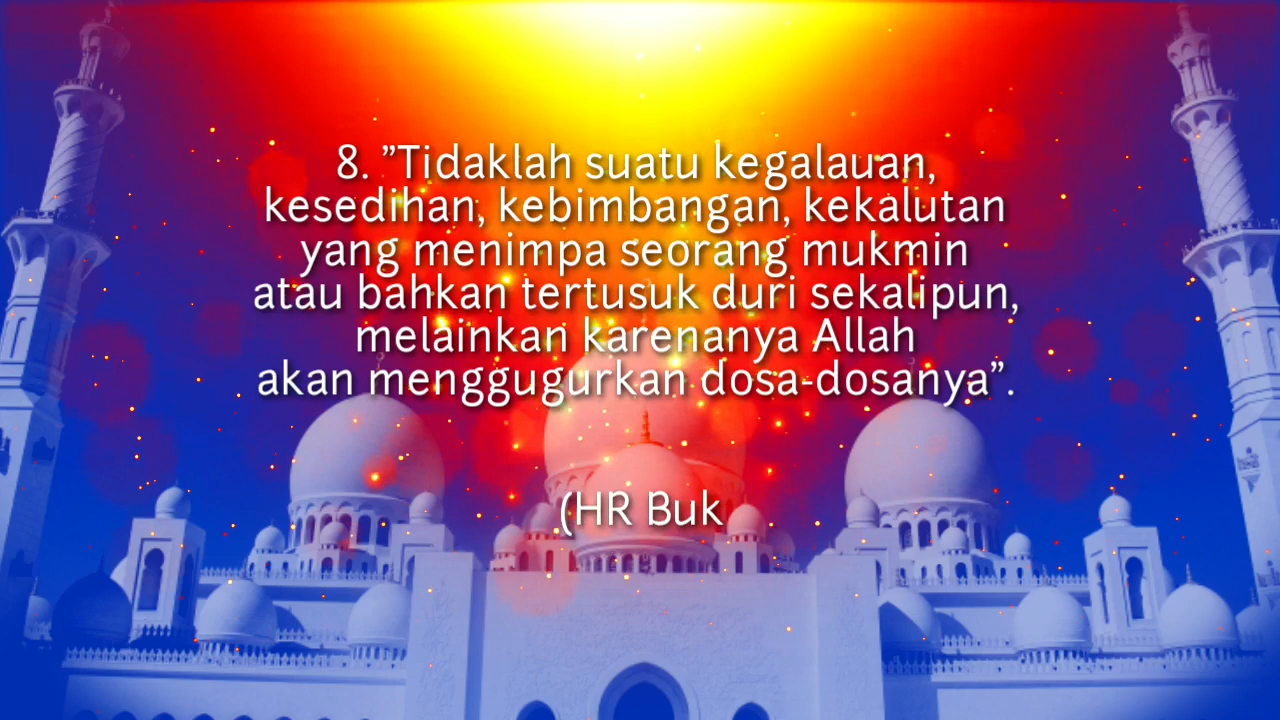 8. ”Tidaklah suatu kegalauan,
kesedihan, kebimbangan, kekalutan
yang menimpa seorang mukmin
atau bahkan tertusuk duri sekalipun,
melainkan karenanya Allah
akan menggugurkan dosa-dosanya”.
(HR Buk